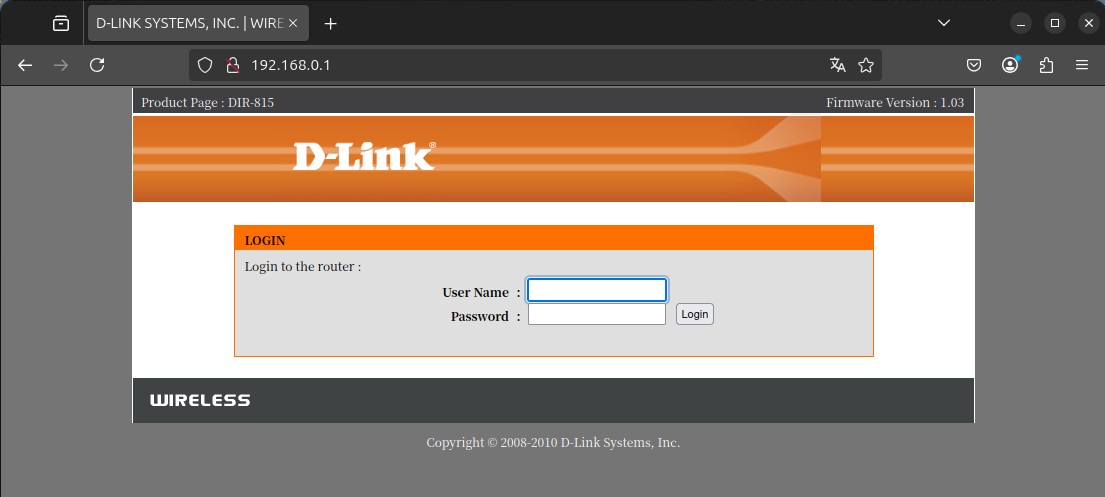 D-LINK SYSTEMS, INC. | WIRE
192.168.0.1
Product Page : DIR-815 Firmware Version : 1.03
D-Link®
LOGIN
Login to the router :
User Name :
Password : Login
WIRELESS
Copyright © 2008-2010 D-Link Systems, Inc.